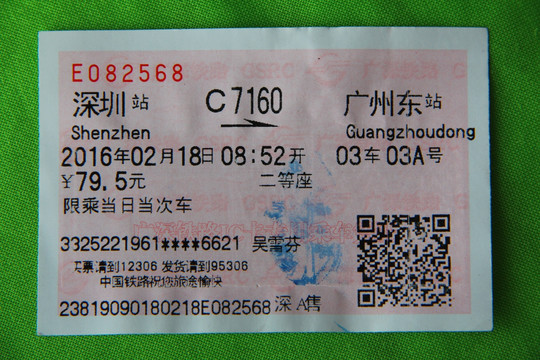 E082568
深圳站 C7160 广州东站
Shenzhen Guangzhoudong
2016年02月18日08:52开 03车03A号
¥79.5元 二等座
限乘当日当次车
3325221961****6621 吴雪芬
买票请到12306 发货请到95306
中国铁路祝您旅途愉快
23819090180218E082568 深A售